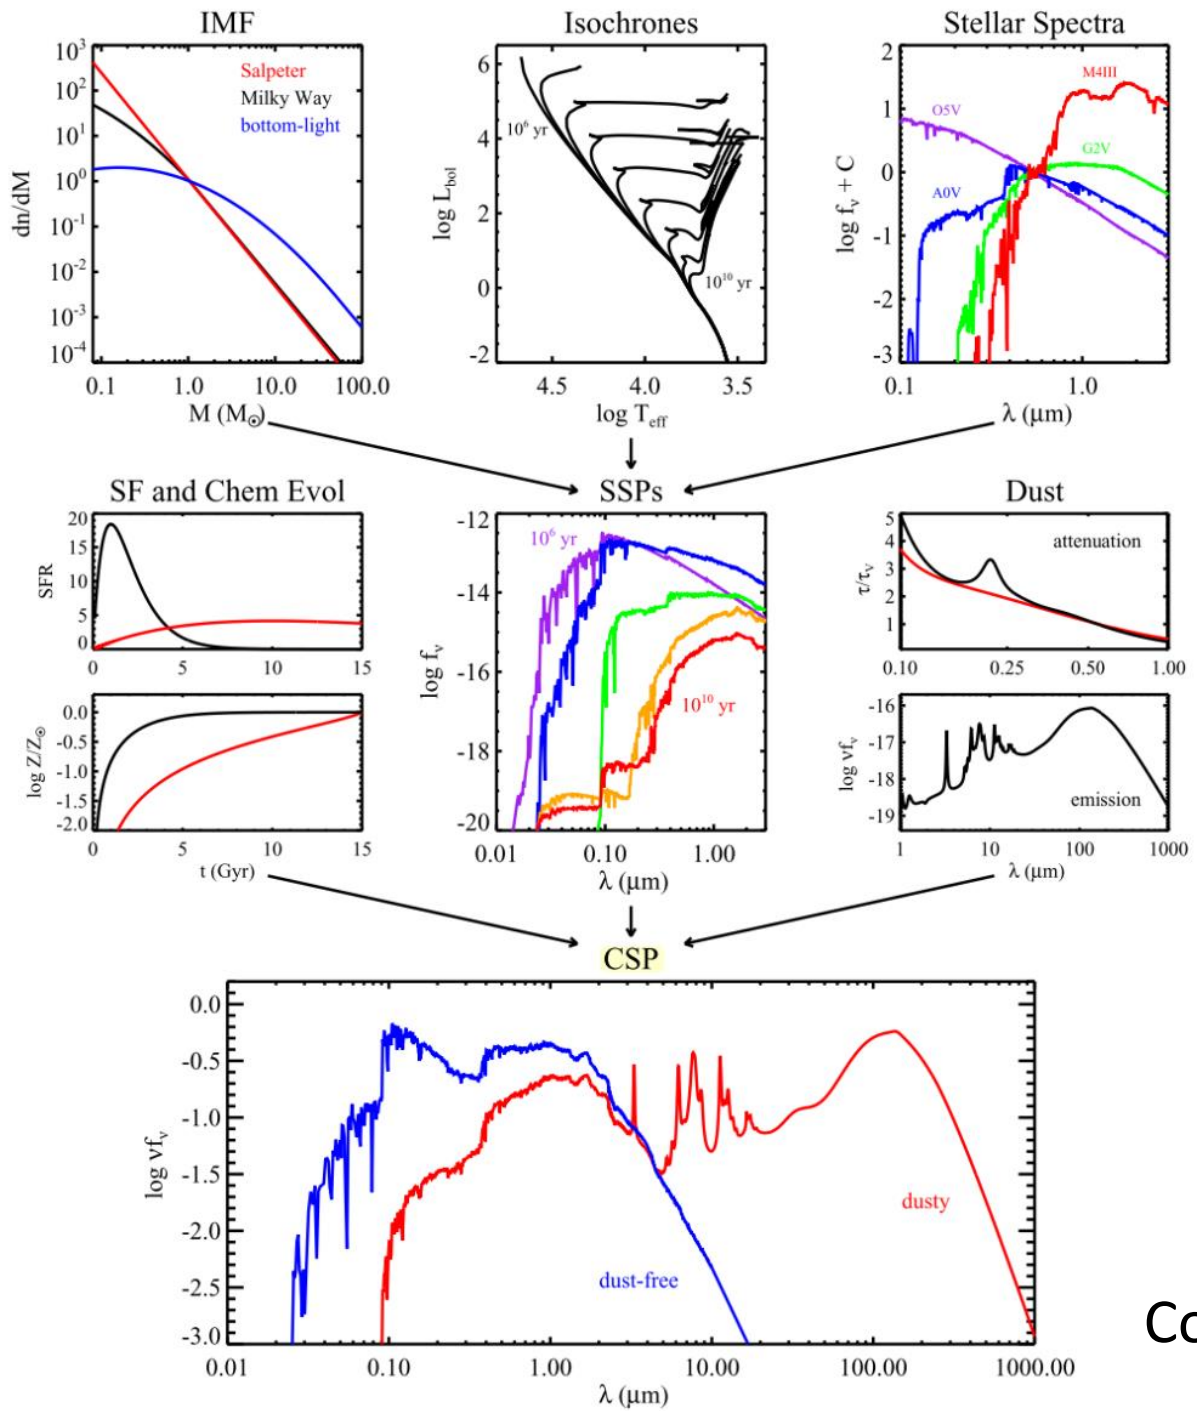 IMF
10³
10²
10¹
10⁰
10⁻¹
10⁻²
10⁻³
10⁻⁴
dn/dM
Salpeter
Milky Way
bottom-light
0.1 1.0 10.0 100.0
M (M☉)
Isochrones
6
4
2
0
-2
log L_bol
10⁶ yr
10¹⁰ yr
4.5 4.0 3.5
log T_eff
Stellar Spectra
2
1
0
-1
-2
-3
log f_ν + C
M4III
O5V
G2V
A0V
0.1 1.0
λ (μm)
SF and Chem Evol
20
15
10
5
0
SFR
0 5 10 15
0.0
-0.5
-1.0
-1.5
-2.0
log Z/Z☉
0 5 10 15
t (Gyr)
SSPs
-12
-14
-16
-18
-20
log f_ν
10⁶ yr
10¹⁰ yr
0.01 0.10 1.00
λ (μm)
Dust
5
4
3
2
1
τ/τ_V
attenuation
0.10 0.25 0.50 1.00
-16
-17
-18
-19
log νf_ν
emission
1 10 100 1000
λ (μm)
CSP
0.0
-0.5
-1.0
-1.5
-2.0
-2.5
-3.0
log νf_ν
dusty
dust-free
0.01 0.10 1.00 10.00 100.00 1000.00
λ (μm)
Co